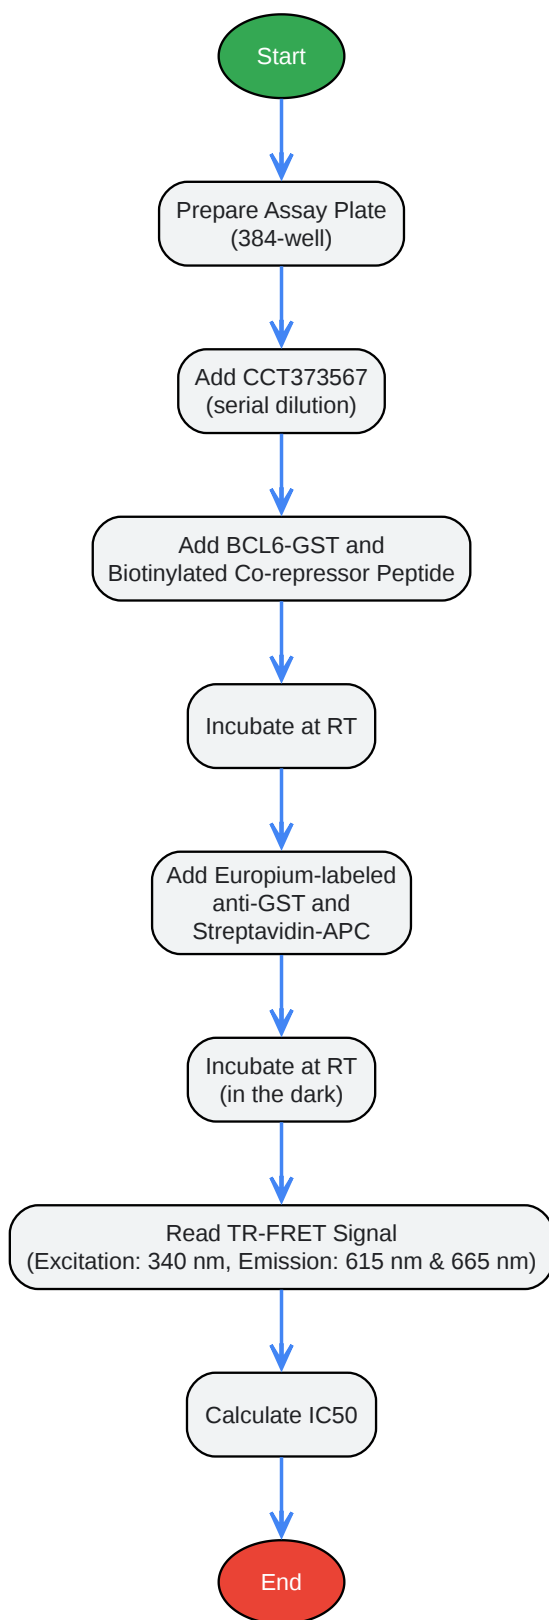 Start
Prepare Assay Plate
(384-well)
Add CCT373567
(serial dilution)
Add BCL6-GST and
Biotinylated Co-repressor Peptide
Incubate at RT
Add Europium-labeled
anti-GST and
Streptavidin-APC
Incubate at RT
(in the dark)
Read TR-FRET Signal
(Excitation: 340 nm, Emission: 615 nm & 665 nm)
Calculate IC50
End